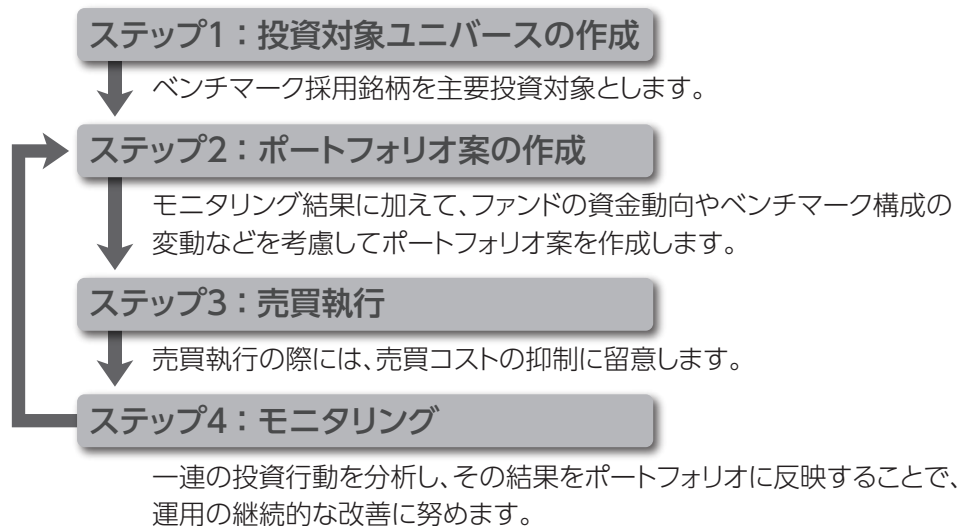 ステップ1：投資対象ユニバースの作成
ベンチマーク採用銘柄を主要投資対象とします。
ステップ2：ポートフォリオ案の作成
モニタリング結果に加えて、ファンドの資金動向やベンチマーク構成の
変動などを考慮してポートフォリオ案を作成します。
ステップ3：売買執行
売買執行の際には、売買コストの抑制に留意します。
ステップ4：モニタリング
一連の投資行動を分析し、その結果をポートフォリオに反映することで、
運用の継続的な改善に努めます。